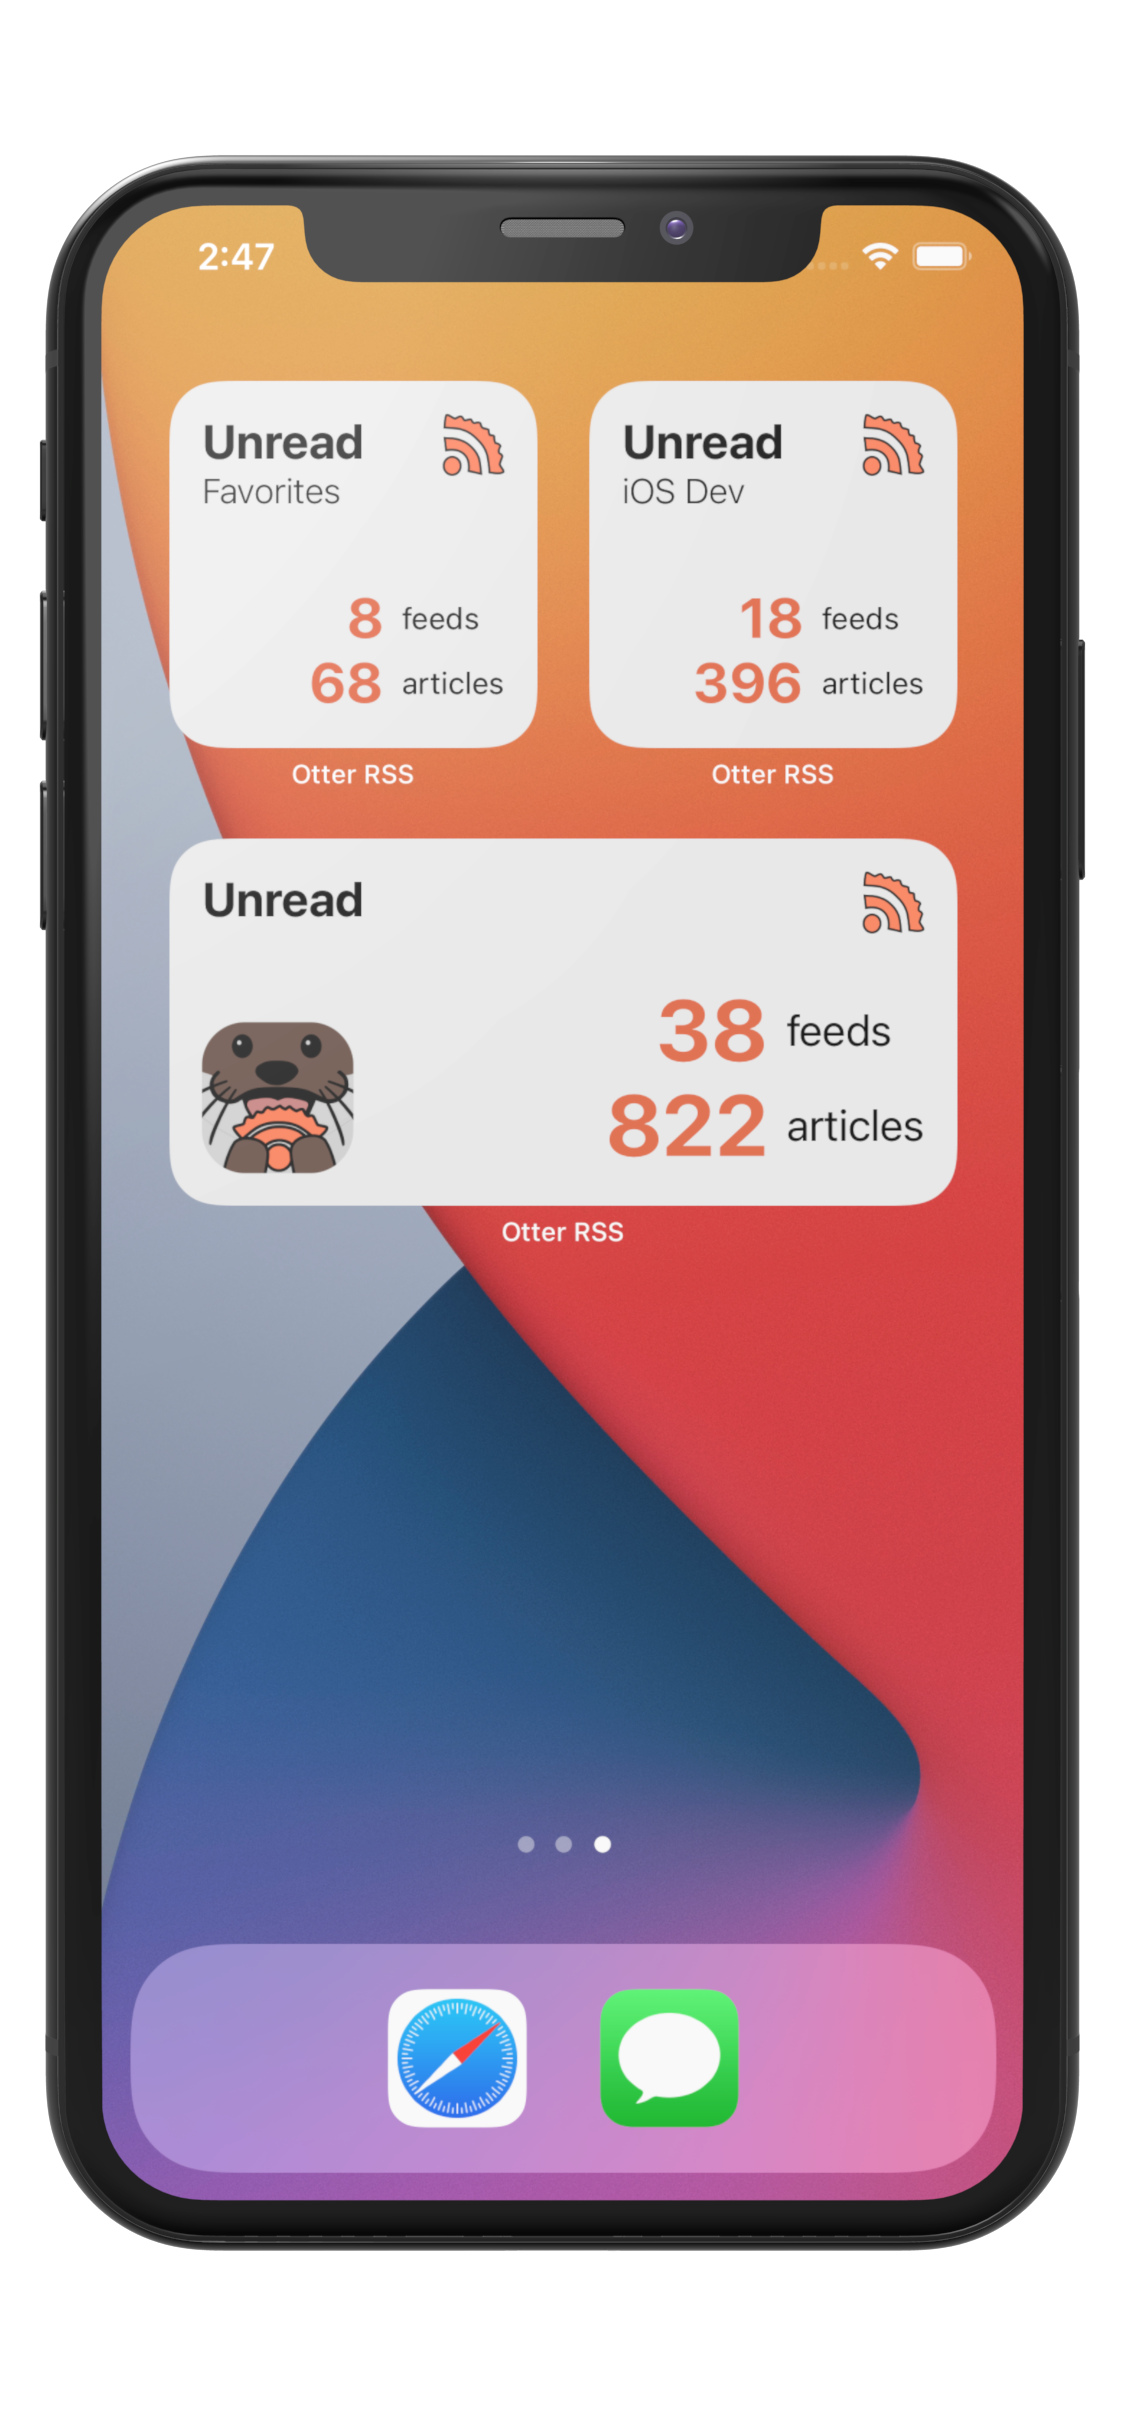 2:47
Unread
Favorites
8 feeds
68 articles
Otter RSS
Unread
iOS Dev
18 feeds
396 articles
Otter RSS
Unread
38 feeds
822 articles
Otter RSS